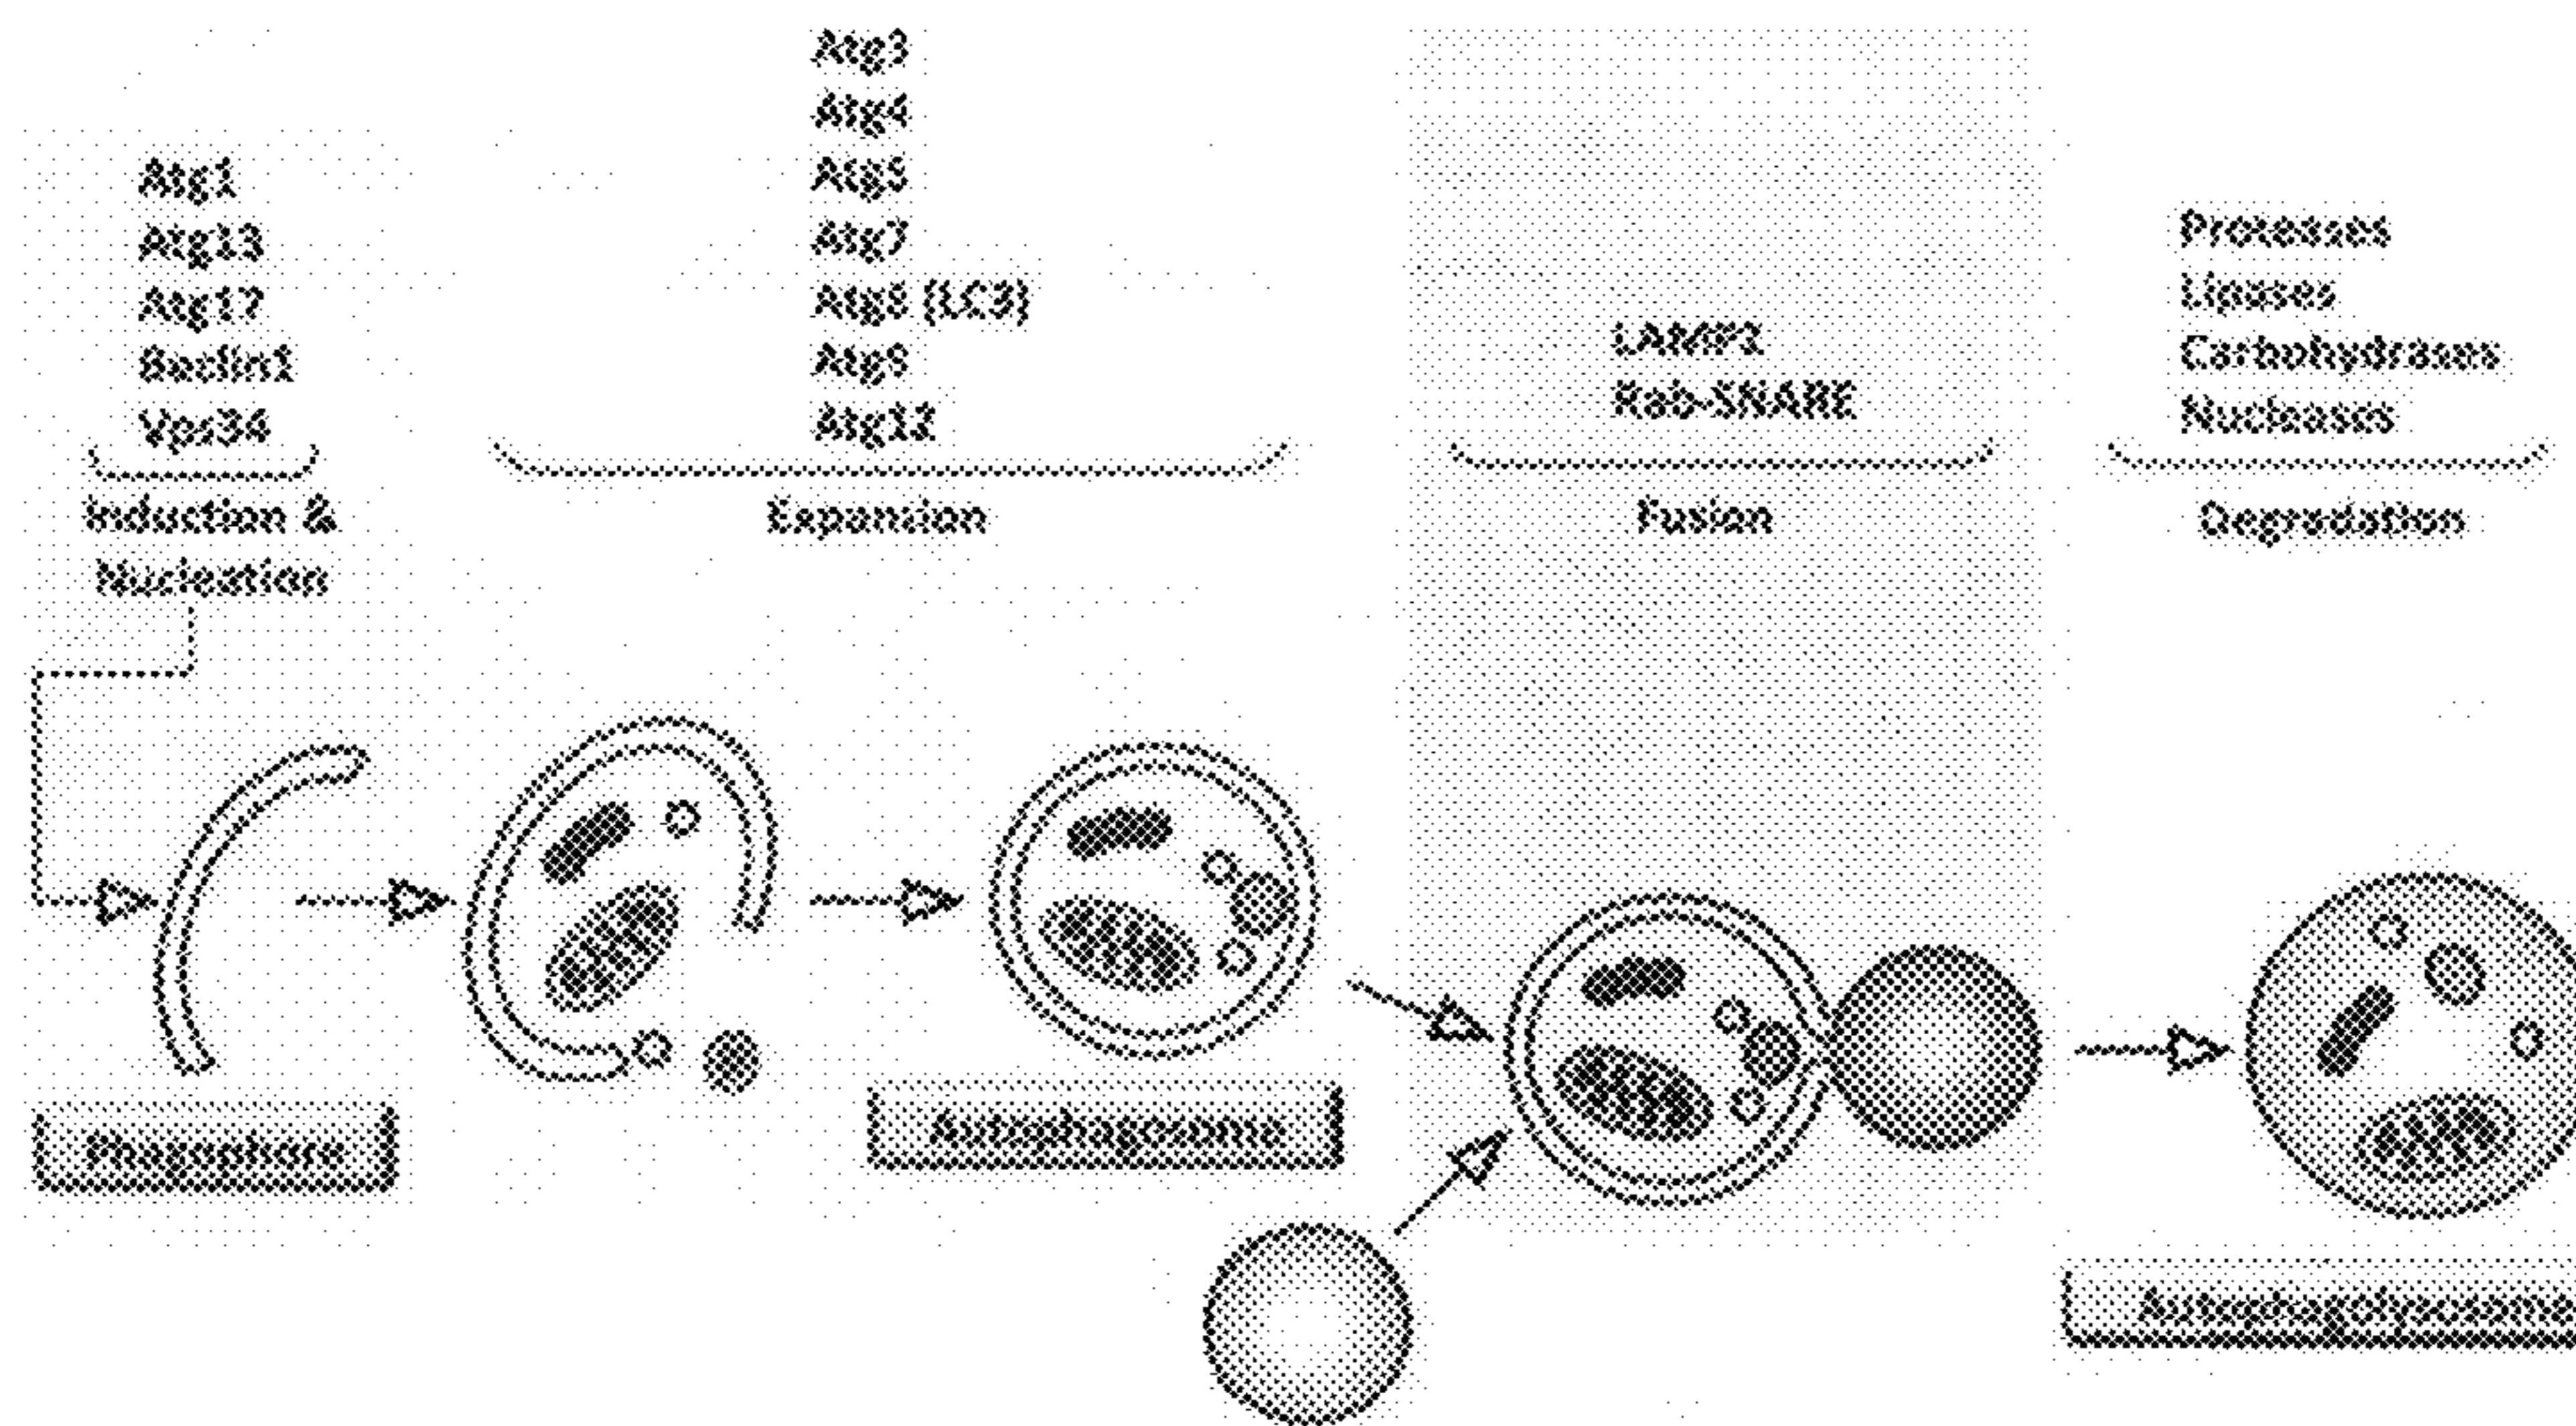 Atg1
Atg13
Atg17
Beclin1
Vps34
Induction &
Nucleation
Atg3
Atg4
Atg5
Atg7
Atg8 (LC3)
Atg9
Atg12
Expansion
Rab-SNARE
Fusion
Proteases
Lipases
Carbohydrases
Nucleases
Degradation
Phagophore
Autophagosome
Autophagolysosome